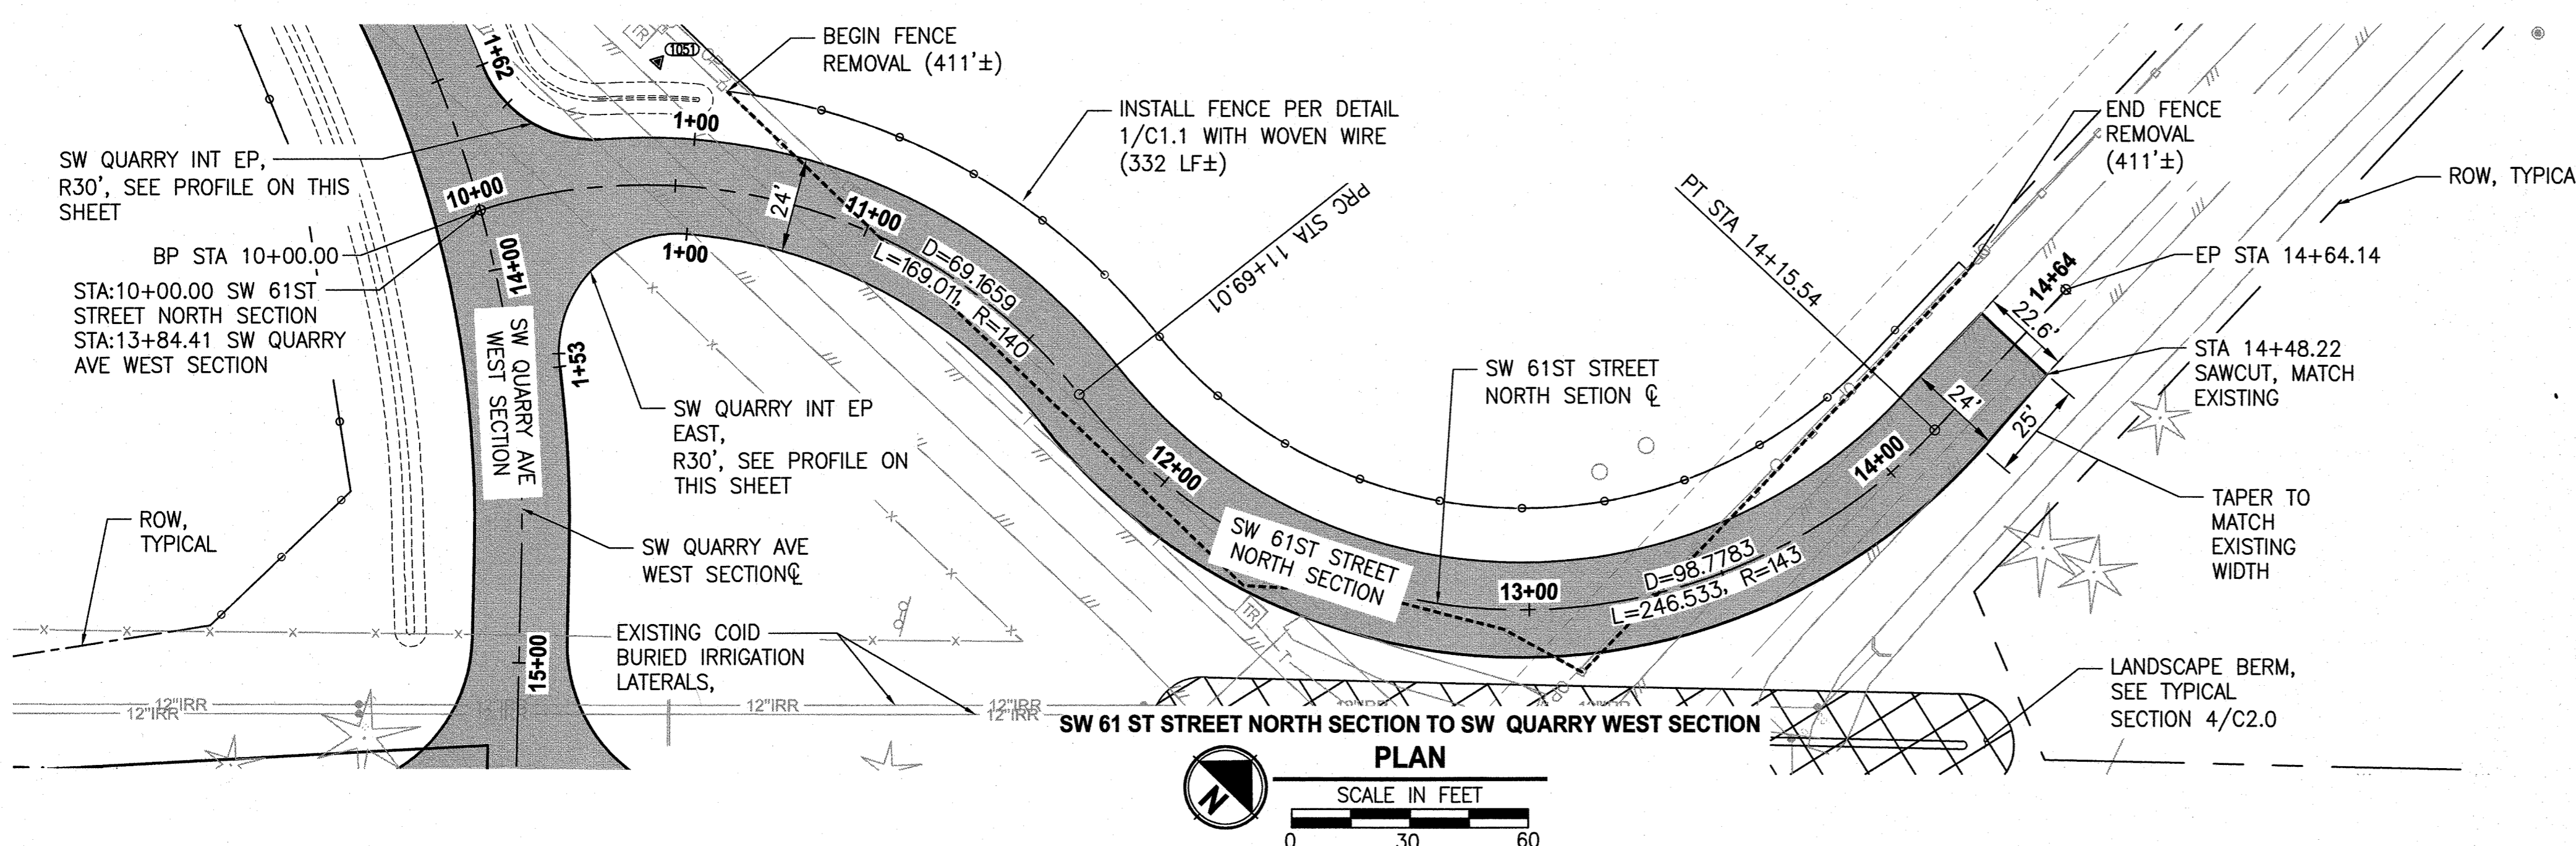 BEGIN FENCE
REMOVAL (411'±)
1051
TR
1+62
1+00
INSTALL FENCE PER DETAIL
1/C1.1 WITH WOVEN WIRE
(332 LF±)
END FENCE
REMOVAL
(411'±)
ROW, TYPICA
SW QUARRY INT EP,
R30', SEE PROFILE ON THIS
SHEET
10+00
24'
11+00
PRC STA 11+69.01
PT STA 14+15.54
BP STA 10+00.00
STA:10+00.00 SW 61ST
STREET NORTH SECTION
STA:13+84.41 SW QUARRY
AVE WEST SECTION
14+00
1+00
D=69.1659
L=169.011, R=140
14+64
EP STA 14+64.14
22.6'
STA 14+48.22
SAWCUT, MATCH
EXISTING
SW QUARRY AVE
WEST SECTION
1+53
SW QUARRY INT EP
EAST,
R30', SEE PROFILE ON
THIS SHEET
SW 61ST STREET
NORTH SETION ℄
24'
25'
12+00
14+00
TAPER TO
MATCH
EXISTING
WIDTH
ROW,
TYPICAL
SW QUARRY AVE
WEST SECTION℄
SW 61ST STREET
NORTH SECTION
13+00
D=98.7783
L=246.533, R=143
TR
T
EXISTING COID
BURIED IRRIGATION
LATERALS,
15+00
LANDSCAPE BERM,
SEE TYPICAL
SECTION 4/C2.0
12"IRR
12"IRR
12"IRR
12"IRR
12"IRR
SW 61 ST STREET NORTH SECTION TO SW QUARRY WEST SECTION
PLAN
N
SCALE IN FEET
0 30 60